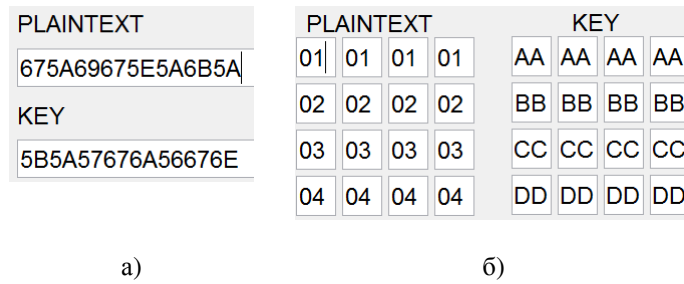 PLAINTEXT
675A69675E5A6B5A
KEY
5B5A57676A56676E
PLAINTEXT KEY
01 01 01 01 AA AA AA AA
02 02 02 02 BB BB BB BB
03 03 03 03 CC CC CC CC
04 04 04 04 DD DD DD DD
а) б)